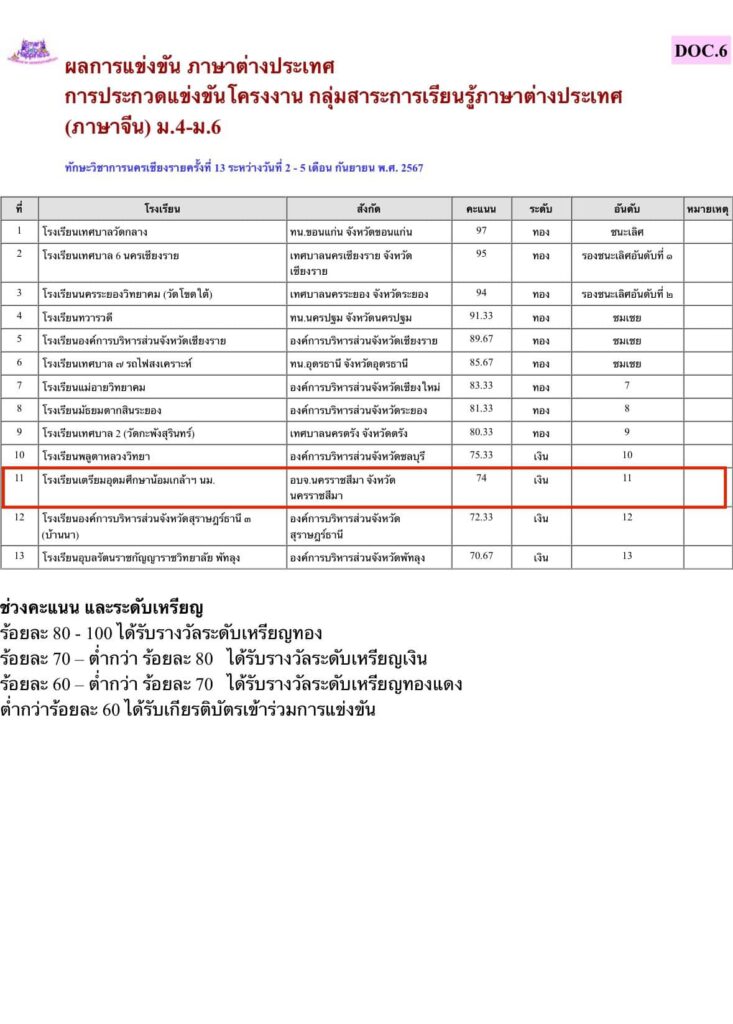 DOC.6
ผลการแข่งขัน ภาษาต่างประเทศ
การประกวดแข่งขันโครงงาน กลุ่มสาระการเรียนรู้ภาษาต่างประเทศ
(ภาษาจีน) ม.4-ม.6
ทักษะวิชาการนครเชียงรายครั้งที่ 13 ระหว่างวันที่ 2 - 5 เดือน กันยายน พ.ศ. 2567
ที่ โรงเรียน สังกัด คะแนน ระดับ อันดับ หมายเหตุ
1 โรงเรียนเทศบาลวัดกลาง ทน.ขอนแก่น จังหวัดขอนแก่น 97 ทอง ชนะเลิศ
2 โรงเรียนเทศบาล 6 นครเชียงราย เทศบาลนครเชียงราย จังหวัด 95 ทอง รองชนะเลิศอันดับที่ ๑
เชียงราย
3 โรงเรียนนครระยองวิทยาคม (วัดโขดใต้) เทศบาลนครระยอง จังหวัดระยอง 94 ทอง รองชนะเลิศอันดับที่ ๒
4 โรงเรียนทวารวดี ทน.นครปฐม จังหวัดนครปฐม 91.33 ทอง ชมเชย
5 โรงเรียนองค์การบริหารส่วนจังหวัดเชียงราย องค์การบริหารส่วนจังหวัดเชียงราย 89.67 ทอง ชมเชย
6 โรงเรียนเทศบาล ๗ รถไฟสงเคราะห์ ทน.อุดรธานี จังหวัดอุดรธานี 85.67 ทอง ชมเชย
7 โรงเรียนแม่อายวิทยาคม องค์การบริหารส่วนจังหวัดเชียงใหม่ 83.33 ทอง 7
8 โรงเรียนมัธยมตากสินระยอง องค์การบริหารส่วนจังหวัดระยอง 81.33 ทอง 8
9 โรงเรียนเทศบาล 2 (วัดกะพังสุรินทร์) เทศบาลนครตรัง จังหวัดตรัง 80.33 ทอง 9
10 โรงเรียนพลูตาหลวงวิทยา องค์การบริหารส่วนจังหวัดชลบุรี 75.33 เงิน 10
11 โรงเรียนเตรียมอุดมศึกษาน้อมเกล้าฯ นม. อบจ.นครราชสีมา จังหวัด 74 เงิน 11
นครราชสีมา
12 โรงเรียนองค์การบริหารส่วนจังหวัดสุราษฎร์ธานี ๓ องค์การบริหารส่วนจังหวัด 72.33 เงิน 12
(บ้านนา) สุราษฎร์ธานี
13 โรงเรียนอุบลรัตนราชกัญญาราชวิทยาลัย พัทลุง องค์การบริหารส่วนจังหวัดพัทลุง 70.67 เงิน 13
ช่วงคะแนน และระดับเหรียญ
ร้อยละ 80 - 100 ได้รับรางวัลระดับเหรียญทอง
ร้อยละ 70 – ต่ำกว่า ร้อยละ 80 ได้รับรางวัลระดับเหรียญเงิน
ร้อยละ 60 – ต่ำกว่า ร้อยละ 70 ได้รับรางวัลระดับเหรียญทองแดง
ต่ำกว่าร้อยละ 60 ได้รับเกียรติบัตรเข้าร่วมการแข่งขัน